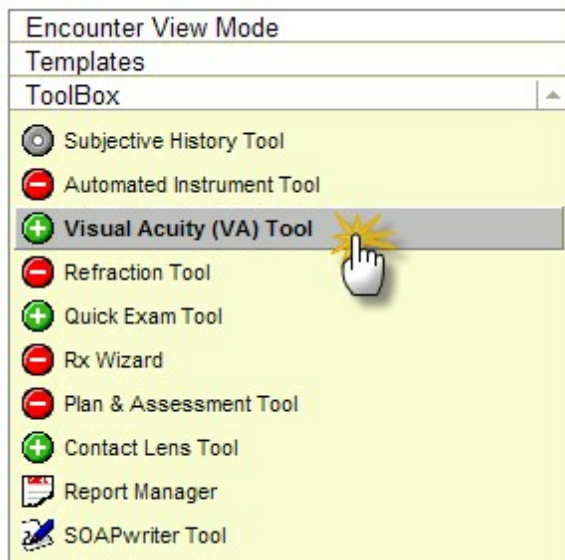 Encounter View Mode
Templates
ToolBox
Subjective History Tool
Automated Instrument Tool
Visual Acuity (VA) Tool
Refraction Tool
Quick Exam Tool
Rx Wizard
Plan & Assessment Tool
Contact Lens Tool
Report Manager
SOAPwriter Tool